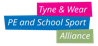 Tyne & Wear
PE and School Sport
Alliance